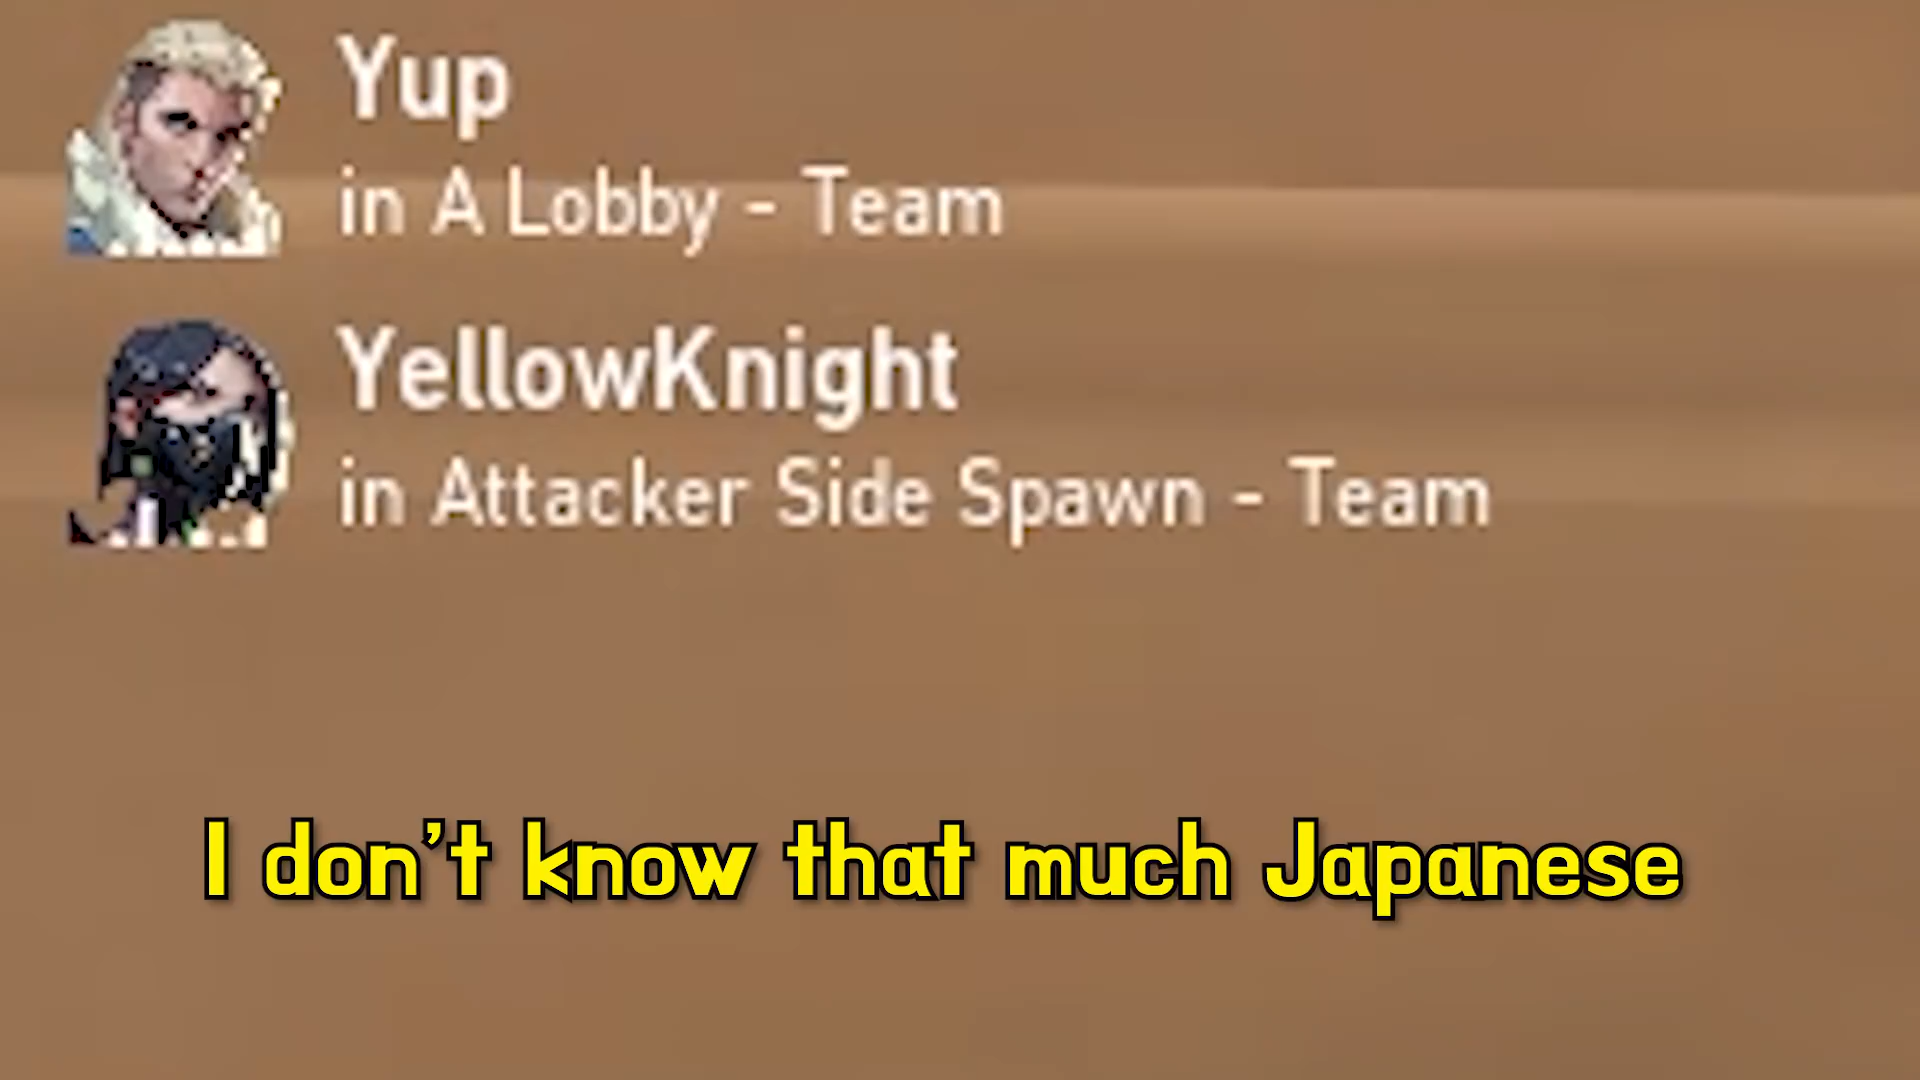 Yup
in A Lobby - Team
YellowKnight
in Attacker Side Spawn - Team
I don't know that much Japanese